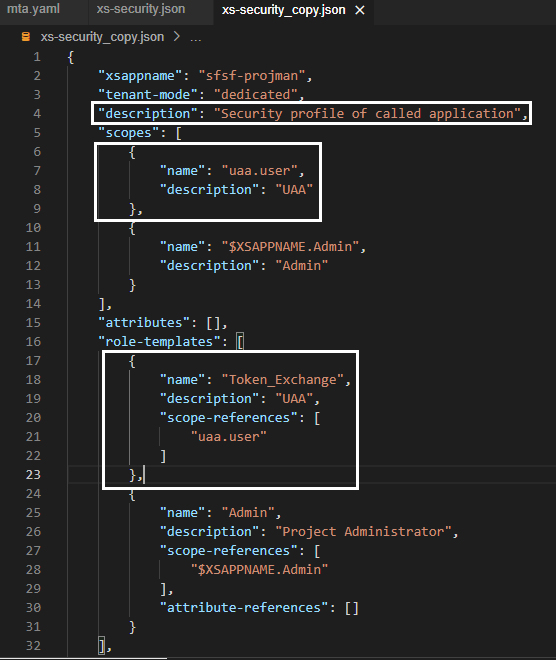 mta.yaml xs-security.json xs-security_copy.json ×
xs-security_copy.json > ...
1 {
2 "xsappname": "sfsf-projman",
3 "tenant-mode": "dedicated",
4 "description": "Security profile of called application",
5 "scopes": [
6 {
7 "name": "uaa.user",
8 "description": "UAA"
9 },
10 {
11 "name": "$XSAPPNAME.Admin",
12 "description": "Admin"
13 }
14 ],
15 "attributes": [],
16 "role-templates": [
17 {
18 "name": "Token_Exchange",
19 "description": "UAA",
20 "scope-references": [
21 "uaa.user"
22 ]
23 },
24 {
25 "name": "Admin",
26 "description": "Project Administrator",
27 "scope-references": [
28 "$XSAPPNAME.Admin"
29 ],
30 "attribute-references": []
31 }
32 ],